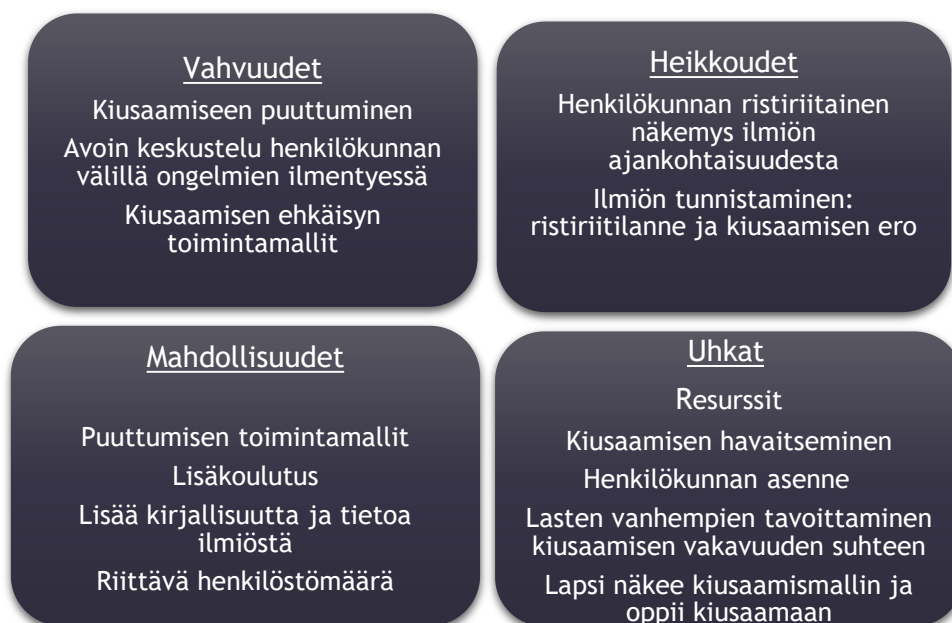 Vahvuudet
Kiusaamiseen puuttuminen
Avoin keskustelu henkilökunnan
välillä ongelmien ilmentyessä
Kiusaamisen ehkäisyn
toimintamallit
Heikkoudet
Henkilökunnan ristiriitainen
näkemys ilmiön
ajankohtaisuudesta
Ilmiön tunnistaminen:
ristiriitilanne ja kiusaamisen ero
Mahdollisuudet
Puuttumisen toimintamallit
Lisäkoulutus
Lisää kirjallisuutta ja tietoa
ilmiöstä
Riittävä henkilöstömäärä
Uhkat
Resurssit
Kiusaamisen havaitseminen
Henkilökunnan asenne
Lasten vanhempien tavoittaminen
kiusaamisen vakavuuden suhteen
Lapsi näkee kiusaamismallin ja
oppii kiusaamaan